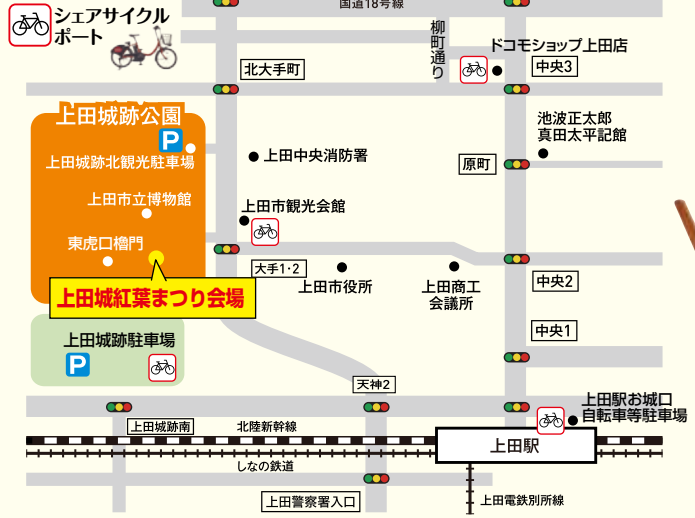 シェアサイクル
ポート
国道18号線
柳町通り
ドコモショップ上田店
中央3
北大手町
上田城跡公園
P
上田城跡北観光駐車場
上田中央消防署
池波正太郎
真田太平記館
原町
上田市立博物館
上田市観光会館
東虎口櫓門
大手1・2
上田市役所
上田商工
会議所
中央2
上田城紅葉まつり会場
上田城跡駐車場
P
中央1
天神2
上田駅お城口
自転車等駐車場
上田城跡南
北陸新幹線
上田駅
しなの鉄道
上田警察署入口
上田電鉄別所線